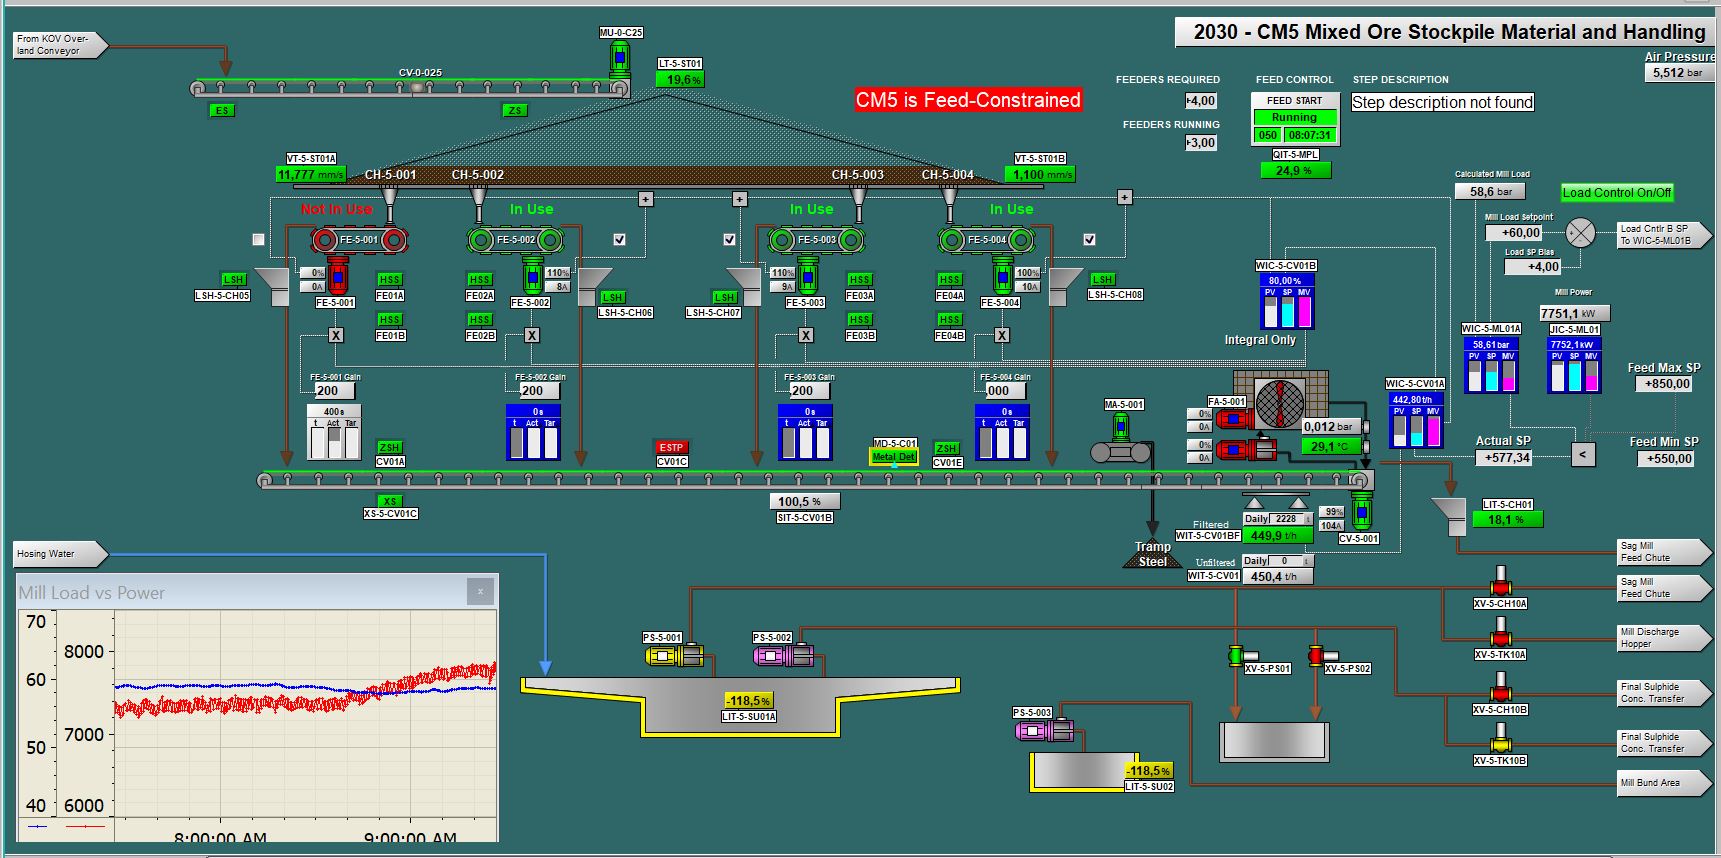 2030 - CM5 Mixed Ore Stockpile Material and Handling
From KOV Over-
land Conveyor
MU-0-C25
CV-0-025
LT-5-ST01
19,6%
ES
ZS
CM5 is Feed-Constrained
FEEDERS REQUIRED
+4,00
FEEDERS RUNNING
+3,00
FEED CONTROL
FEED START
Running
050 08:07:31
QIT-5-MPL
24,9 %
STEP DESCRIPTION
Step description not found
Air Pressure
5,512 bar
VT-5-ST01A
11,777 mm/s
CH-5-001
CH-5-002
CH-5-003
CH-5-004
VT-5-ST01B
1,100 mm/s
Not In Use
In Use
In Use
In Use
FE-5-001
FE-5-002
FE-5-003
FE-5-004
LSH
LSH-5-CH05
0%
0A
FE-5-001
HSS
FE01A
HSS
FE01B
HSS
FE02A
HSS
FE02B
110%
8A
FE-5-002
LSH
LSH-5-CH06
LSH
LSH-5-CH07
110%
9A
FE-5-003
HSS
FE03A
HSS
FE03B
HSS
FE04A
HSS
FE04B
100%
10A
FE-5-004
LSH
LSH-5-CH08
X
X
X
X
+
+
+
Calculated Mill Load
58,6 bar
Load Control On/Off
Mill Load Setpoint
+60,00
Load SP Bias
+4,00
Load Cntlr B SP
To WIC-5-ML01B
WIC-5-CV01B
80,00%
PV SP MV
Integral Only
Mill Power
7751,1 kW
WIC-5-ML01A
58,61bar
PV SP MV
JIC-5-ML01
7752,1kW
PV SP MV
Feed Max SP
+850,00
Feed Min SP
+550,00
Actual SP
+577,34
<
WIC-5-CV01A
442,80t/h
PV SP MV
FE-5-001 Gain
200
400s
t Act Tar
FE-5-002 Gain
200
0s
t Act Tar
FE-5-003 Gain
200
0s
t Act Tar
FE-5-004 Gain
000
0s
t Act Tar
ZSH
CV01A
ESTP
CV01C
MD-5-C01
Metal Det
ZSH
CV01E
MA-5-001
FA-5-001
0%
0A
0%
0A
0,012 bar
29,1 °C
XS
XS-5-CV01C
100,5 %
SIT-5-CV01B
Tramp
Steel
Filtered
WIT-5-CV01BF
Daily 2228 t
449,9 t/h
Unfiltered
WIT-5-CV01
Daily 0 t
450,4 t/h
99%
104A
CV-5-001
LIT-5-CH01
18,1 %
Hosing Water
Mill Load vs Power
x
70
60
50
40
8000
7000
6000
8:00:00 AM
9:00:00 AM
PS-5-001
PS-5-002
-118,5%
LIT-5-SU01A
PS-5-003
-118,5%
LIT-5-SU02
XV-5-PS01
XV-5-PS02
XV-5-CH10A
XV-5-TK10A
XV-5-CH10B
XV-5-TK10B
Sag Mill
Feed Chute
Sag Mill
Feed Chute
Mill Discharge
Hopper
Final Sulphide
Conc. Transfer
Final Sulphide
Conc. Transfer
Mill Bund Area